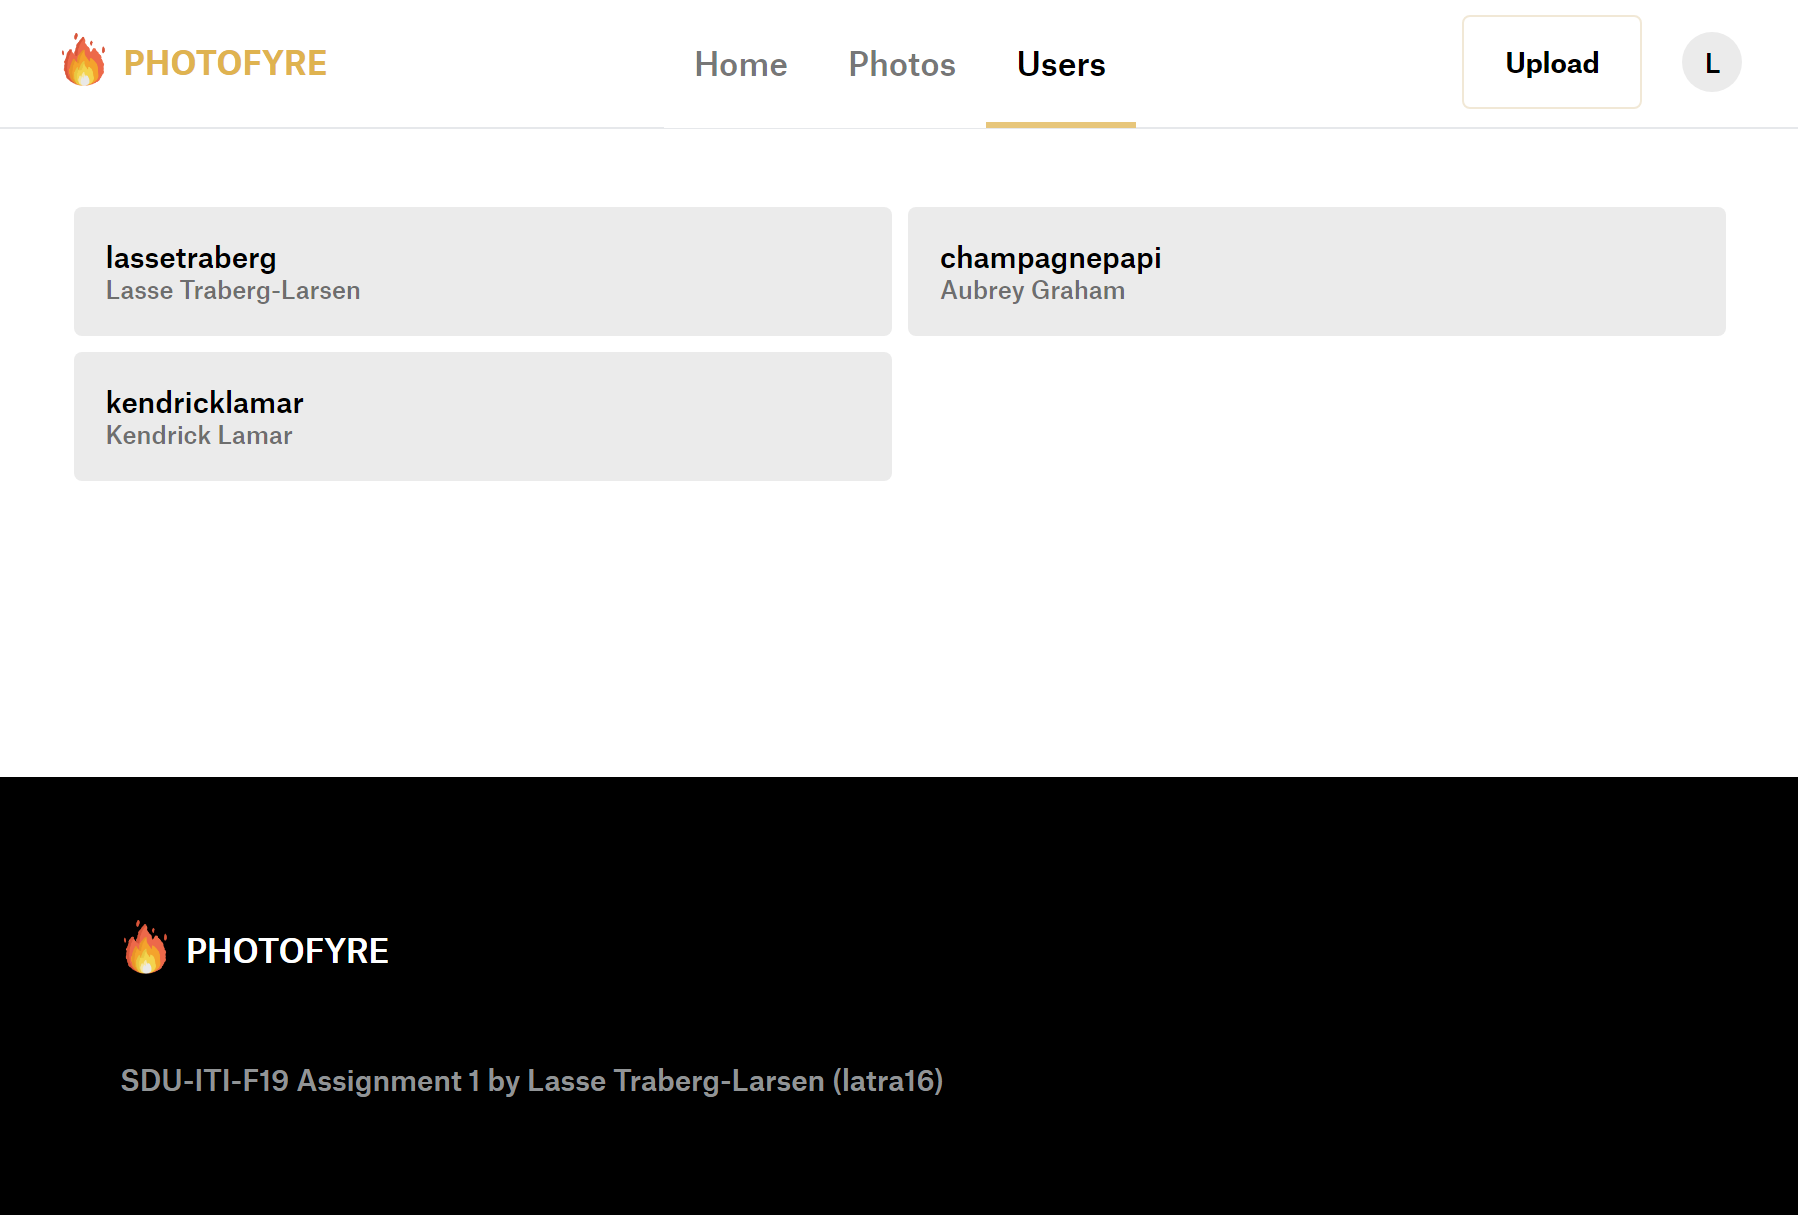 PHOTOFYRE
Home
Photos
Users
Upload
L
lassetraberg
Lasse Traberg-Larsen
champagnepapi
Aubrey Graham
kendricklamar
Kendrick Lamar
PHOTOFYRE
SDU-ITI-F19 Assignment 1 by Lasse Traberg-Larsen (latra16)